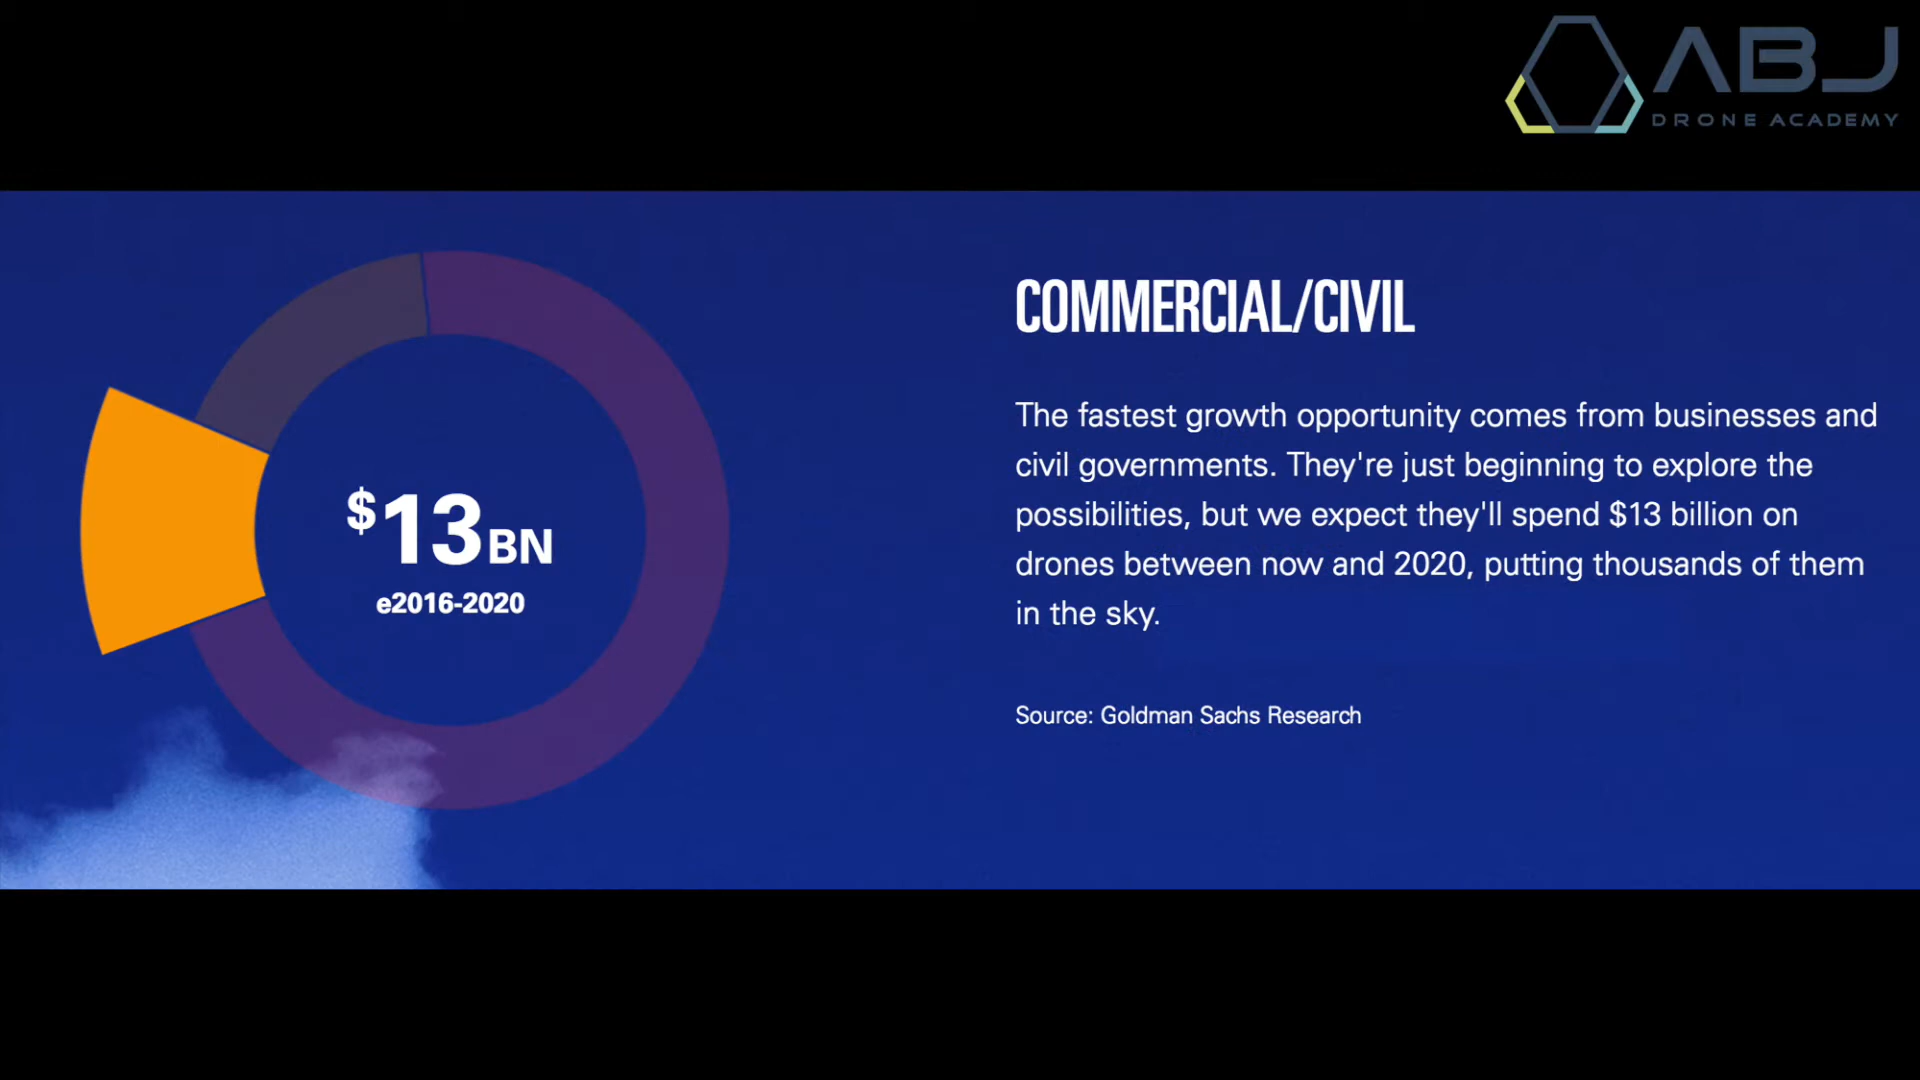 ABJ
DRONE ACADEMY
$13BN
e2016-2020
COMMERCIAL/CIVIL
The fastest growth opportunity comes from businesses and
civil governments. They're just beginning to explore the
possibilities, but we expect they'll spend $13 billion on
drones between now and 2020, putting thousands of them
in the sky.
Source: Goldman Sachs Research